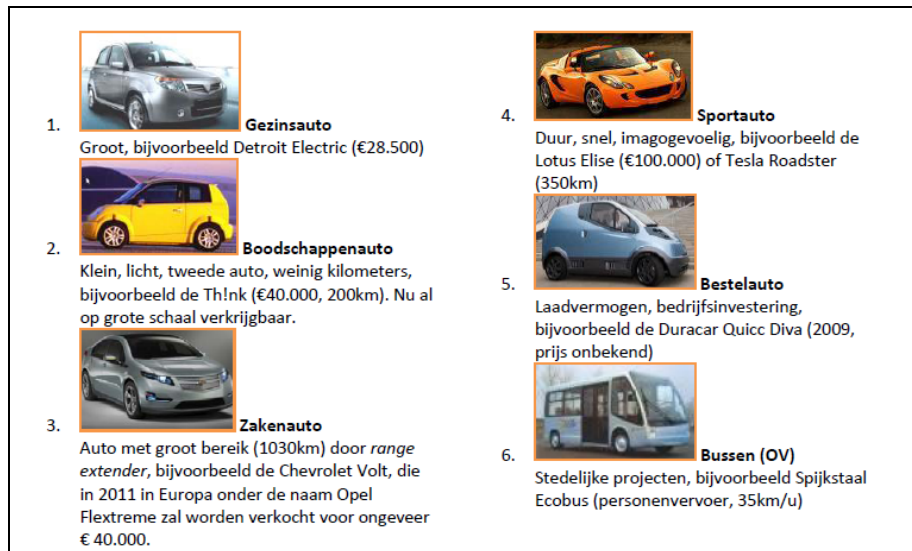 1. Gezinsauto
Groot, bijvoorbeeld Detroit Electric (€28.500)
2. Boodschappenauto
Klein, licht, tweede auto, weinig kilometers,
bijvoorbeeld de Th!nk (€40.000, 200km). Nu al
op grote schaal verkrijgbaar.
3. Zakenauto
Auto met groot bereik (1030km) door range
extender, bijvoorbeeld de Chevrolet Volt, die
in 2011 in Europa onder de naam Opel
Flextreme zal worden verkocht voor ongeveer
€ 40.000.
4. Sportauto
Duur, snel, imagogevoelig, bijvoorbeeld de
Lotus Elise (€100.000) of Tesla Roadster
(350km)
5. Bestelauto
Laadvermogen, bedrijfsinvestering,
bijvoorbeeld de Duracar Quicc Diva (2009,
prijs onbekend)
6. Bussen (OV)
Stedelijke projecten, bijvoorbeeld Spijkstaal
Ecobus (personenvervoer, 35km/u)